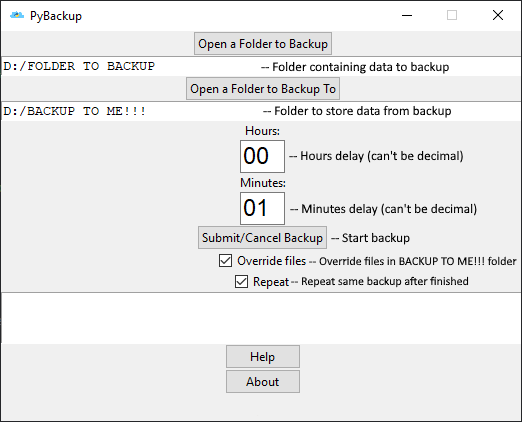 PyBackup
Open a Folder to Backup
D:/FOLDER TO BACKUP -- Folder containing data to backup
Open a Folder to Backup To
D:/BACKUP TO ME!!! -- Folder to store data from backup
Hours:
00 -- Hours delay (can't be decimal)
Minutes:
01 -- Minutes delay (can't be decimal)
Submit/Cancel Backup -- Start backup
Override files -- Override files in BACKUP TO ME!!! folder
Repeat -- Repeat same backup after finished
Help
About